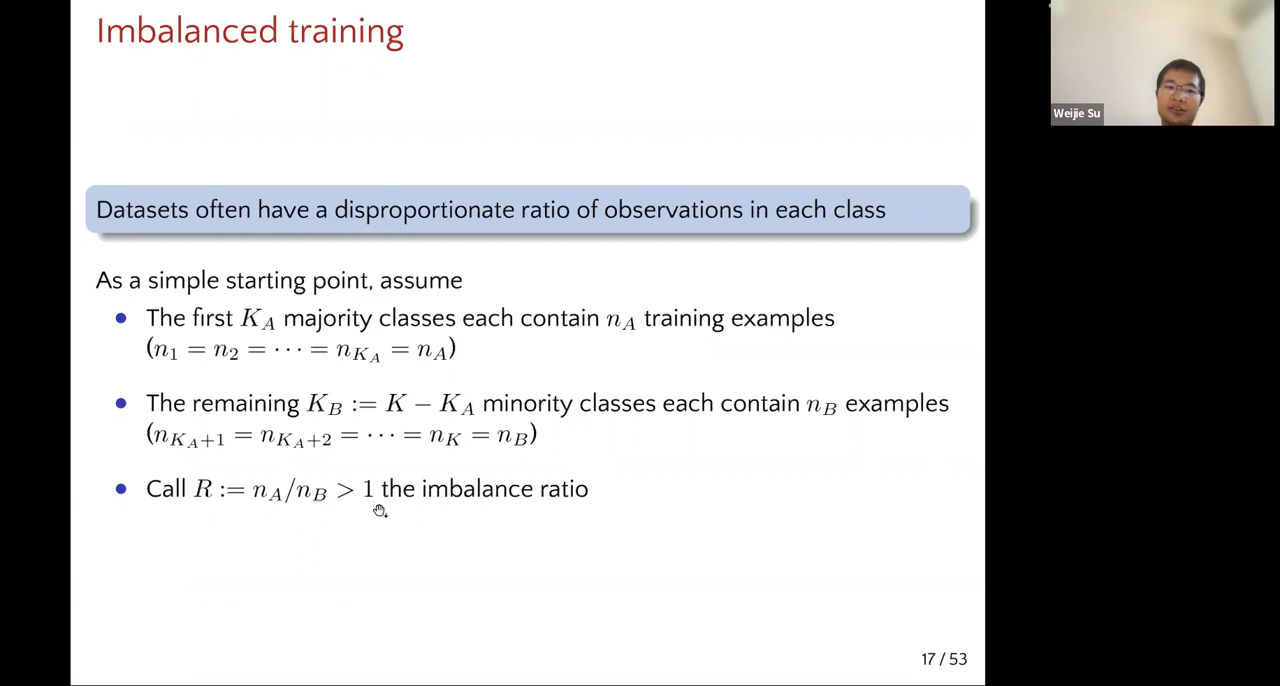 Imbalanced training
Weijie Su
Datasets often have a disproportionate ratio of observations in each class
As a simple starting point, assume
• The first K_A majority classes each contain n_A training examples
(n_1 = n_2 = ··· = n_{K_A} = n_A)
• The remaining K_B := K − K_A minority classes each contain n_B examples
(n_{K_A+1} = n_{K_A+2} = ··· = n_K = n_B)
• Call R := n_A/n_B > 1 the imbalance ratio
17 / 53